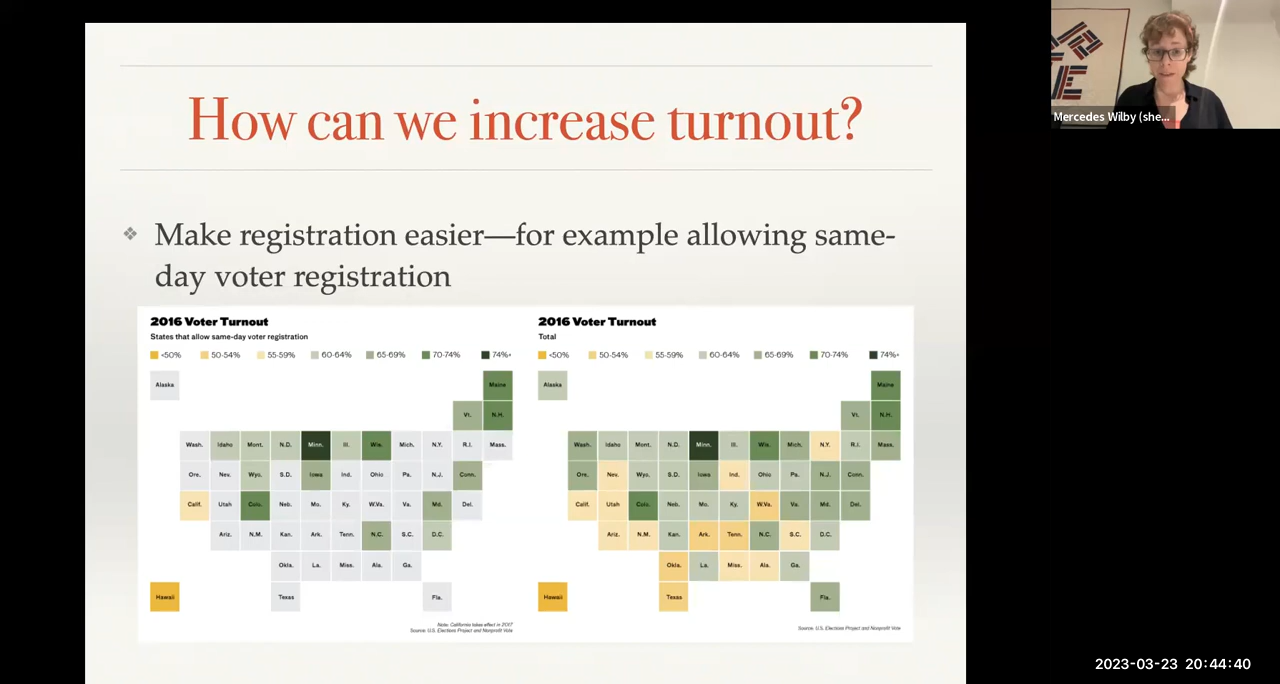 How can we increase turnout?
Make registration easier—for example allowing same-
day voter registration
2016 Voter Turnout
States that allow same-day voter registration
<50% 50-54% 55-59% 60-64% 65-69% 70-74% 74%+
Alaska Maine
Vt. N.H.
Wash. Idaho Mont. N.D. Minn. Ill. Wis. Mich. N.Y. R.I. Mass.
Ore. Nev. Wyo. S.D. Iowa Ind. Ohio Pa. N.J. Conn.
Calif. Utah Colo. Neb. Mo. Ky. W.Va. Va. Md. Del.
Ariz. N.M. Kan. Ark. Tenn. N.C. S.C. D.C.
Okla. La. Miss. Ala. Ga.
Hawaii Texas Fla.
Note: California takes effect in 2017
Source: U.S. Elections Project and Nonprofit Vote
2016 Voter Turnout
Total
<50% 50-54% 55-59% 60-64% 65-69% 70-74% 74%+
Alaska Maine
Vt. N.H.
Wash. Idaho Mont. N.D. Minn. Ill. Wis. Mich. N.Y. R.I. Mass.
Ore. Nev. Wyo. S.D. Iowa Ind. Ohio Pa. N.J. Conn.
Calif. Utah Colo. Neb. Mo. Ky. W.Va. Va. Md. Del.
Ariz. N.M. Kan. Ark. Tenn. N.C. S.C. D.C.
Okla. La. Miss. Ala. Ga.
Hawaii Texas Fla.
Source: U.S. Elections Project and Nonprofit Vote
Mercedes Wilby (she...
2023-03-23 20:44:40